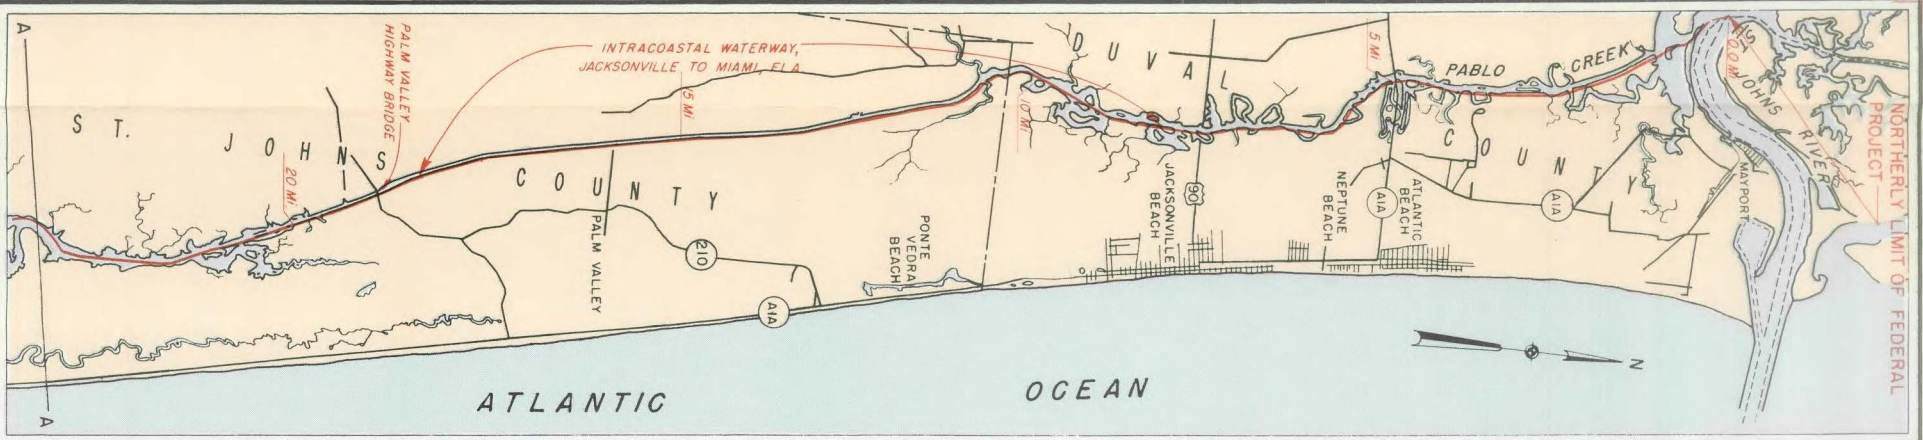 A
A
PALM VALLEY
HIGHWAY BRIDGE
INTRACOASTAL WATERWAY,
JACKSONVILLE TO MIAMI, FLA
15 Mi
20 Mi
ST. JOHNS
COUNTY
PALM VALLEY
210
A1A
PONTE
VEDRA
BEACH
10 Mi
DUVAL
COUNTY
90
JACKSONVILLE
BEACH
NEPTUNE
BEACH
ATLANTIC
BEACH
A1A
A1A
5 Mi
PABLO CREEK
0.0 Mi
ST JOHNS RIVER
MAYPORT
NORTHERLY LIMIT OF FEDERAL
PROJECT
N
ATLANTIC OCEAN